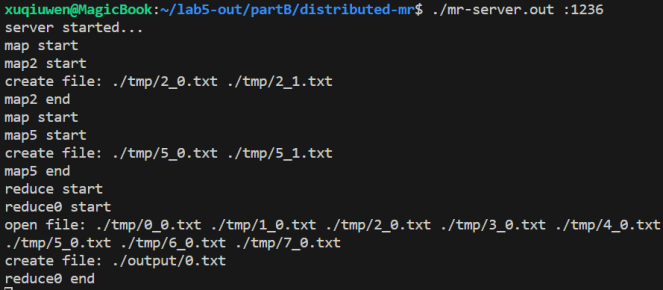 xuqiuwen@MagicBook:~/lab5-out/partB/distributed-mr$ ./mr-server.out :1236
server started...
map start
map2 start
create file: ./tmp/2_0.txt ./tmp/2_1.txt
map2 end
map start
map5 start
create file: ./tmp/5_0.txt ./tmp/5_1.txt
map5 end
reduce start
reduce0 start
open file: ./tmp/0_0.txt ./tmp/1_0.txt ./tmp/2_0.txt ./tmp/3_0.txt ./tmp/4_0.txt
./tmp/5_0.txt ./tmp/6_0.txt ./tmp/7_0.txt
create file: ./output/0.txt
reduce0 end